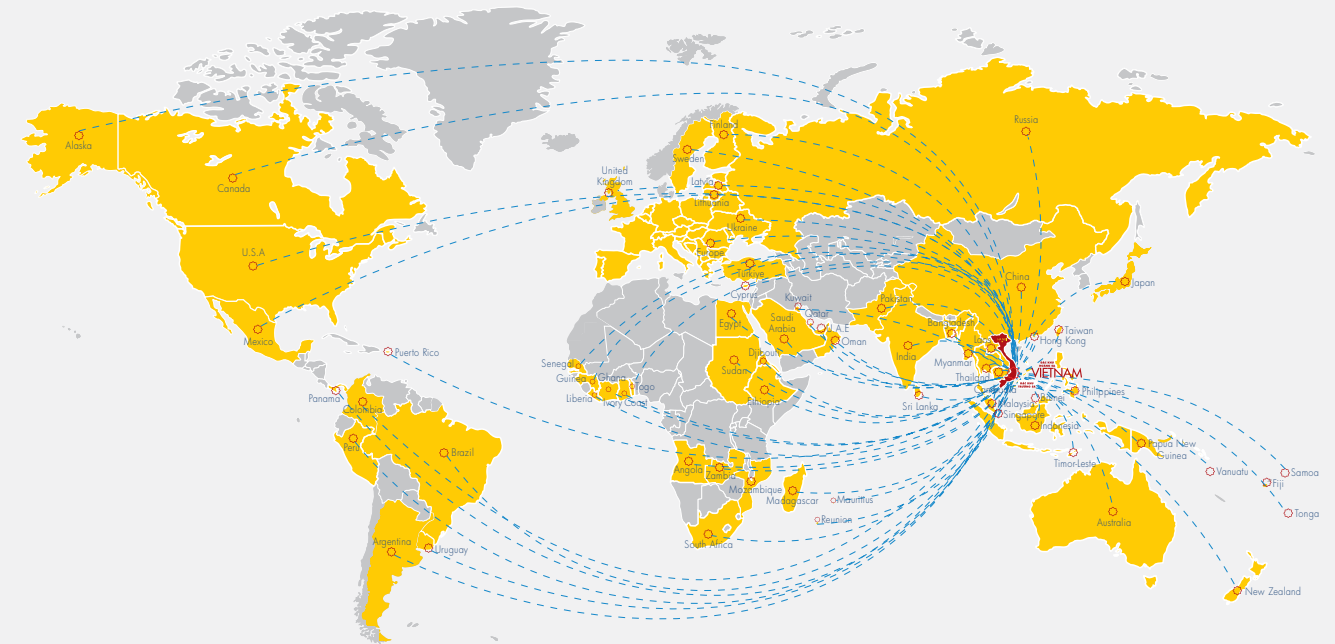 Alaska
Canada
U.S.A
Mexico
Puerto Rico
Panama
Colombia
Peru
Brazil
Argentina
Uruguay
Finland
Sweden
United
Kingdom
Latvia
Lithuania
Ukraine
Europe
Türkiye
Cyprus
Russia
China
Japan
Kuwait
Qatar
Saudi
Arabia
U.A.E
Oman
Egypt
Pakistan
India
Bangladesh
Laos
Myanmar
Thailand
Taiwan
Hong Kong
VIETNAM
Philippines
Brunei
Malaysia
Singapore
Indonesia
Sri Lanka
Senegal
Guinea
Ghana
Togo
Liberia
Ivory Coast
Sudan
Djibouti
Ethiopia
Angola
Zambia
Mozambique
Madagascar
Mauritius
Reunion
South Africa
Timor-Leste
Papua New
Guinea
Vanuatu
Samoa
Fiji
Tonga
Australia
New Zealand